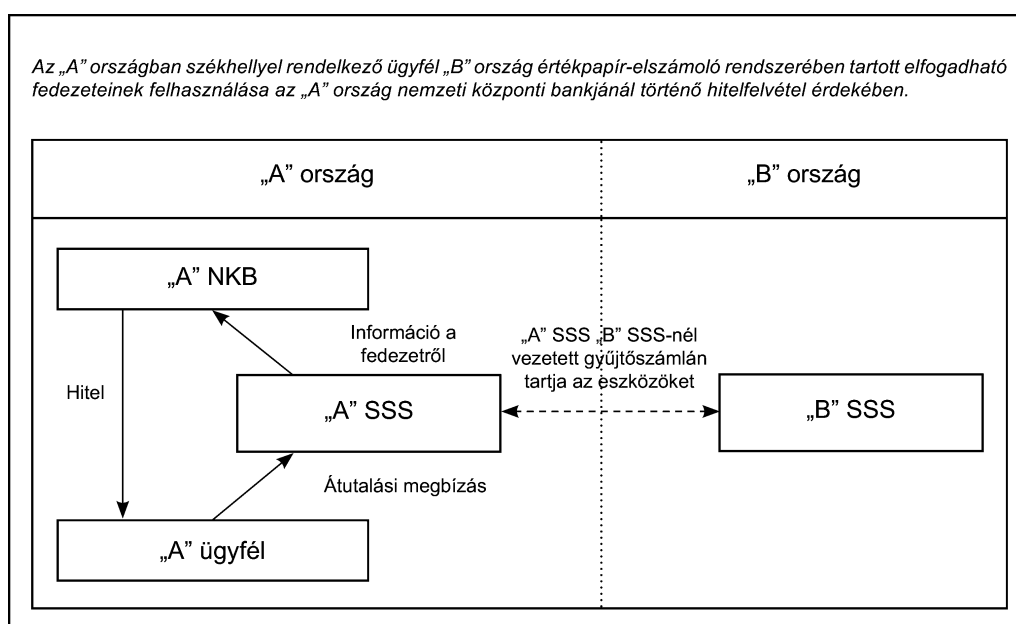 Az „A” országban székhellyel rendelkező ügyfél „B” ország értékpapír-elszámoló rendszerében tartott elfogadható
fedezeteinek felhasználása az „A” ország nemzeti központi bankjánál történő hitelfelvétel érdekében.
„A” ország
„B” ország
„A” NKB
Információ a
fedezetről
„A” SSS „B” SSS-nél
vezetett gyűjtőszámlán
tartja az eszközöket
Hitel
„A” SSS
„B” SSS
Átutalási megbízás
„A” ügyfél